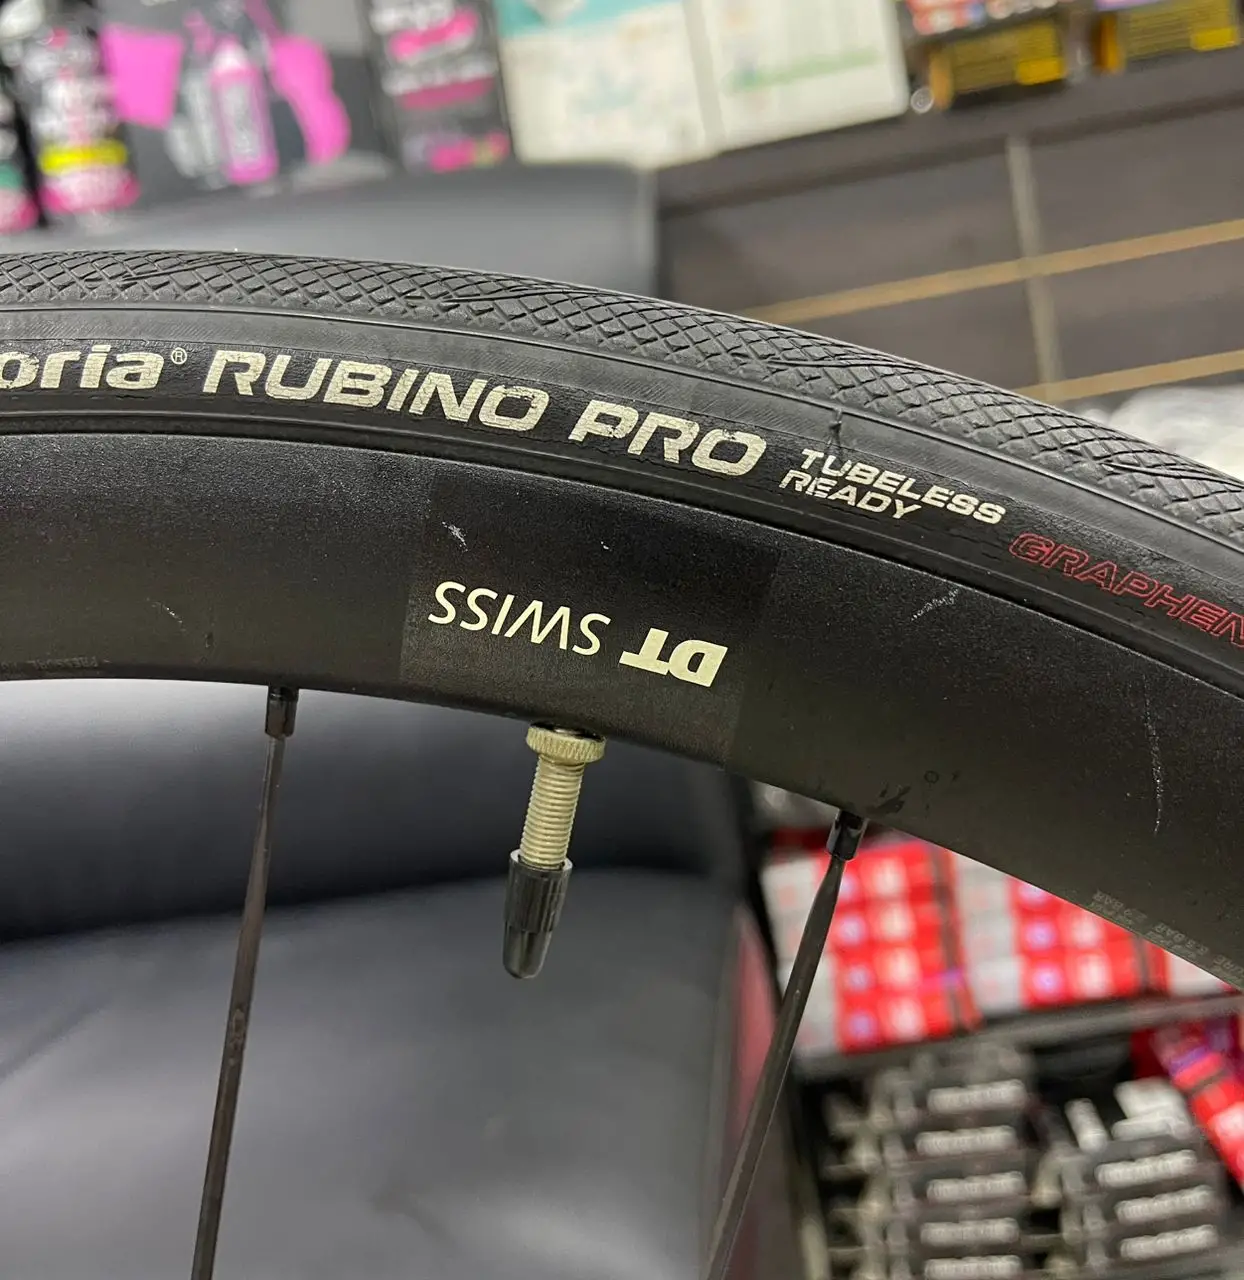 oria® RUBINO PRO TUBELESS
READY
GRAPHEN
DT SWISS